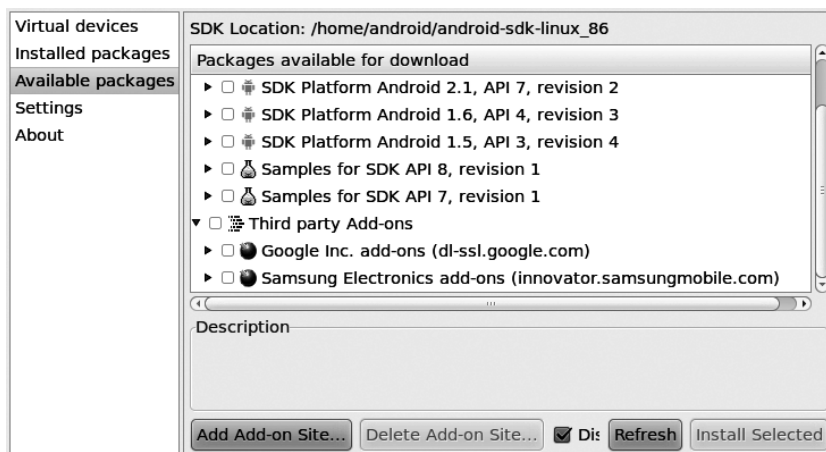 Virtual devices
Installed packages
Available packages
Settings
About
SDK Location: /home/android/android-sdk-linux_86
Packages available for download
SDK Platform Android 2.1, API 7, revision 2
SDK Platform Android 1.6, API 4, revision 3
SDK Platform Android 1.5, API 3, revision 4
Samples for SDK API 8, revision 1
Samples for SDK API 7, revision 1
Third party Add-ons
Google Inc. add-ons (dl-ssl.google.com)
Samsung Electronics add-ons (innovator.samsungmobile.com)
Description
Add Add-on Site... Delete Add-on Site... Refresh Install Selected